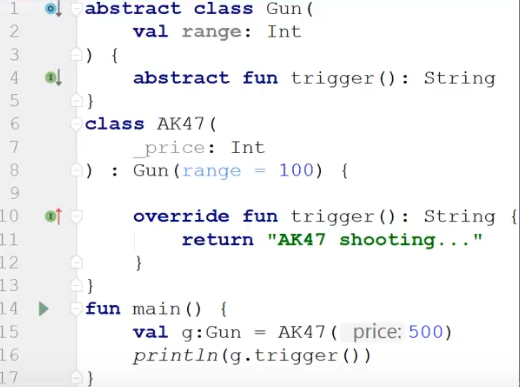 1 abstract class Gun(
2 val range: Int
3 ) {
4 abstract fun trigger(): String
5 }
6 class AK47(
7 _price: Int
8 ) : Gun(range = 100) {
9
10 override fun trigger(): String {
11 return "AK47 shooting..."
12 }
13 }
14 fun main() {
15 val g:Gun = AK47( price: 500)
16 println(g.trigger())
17 }